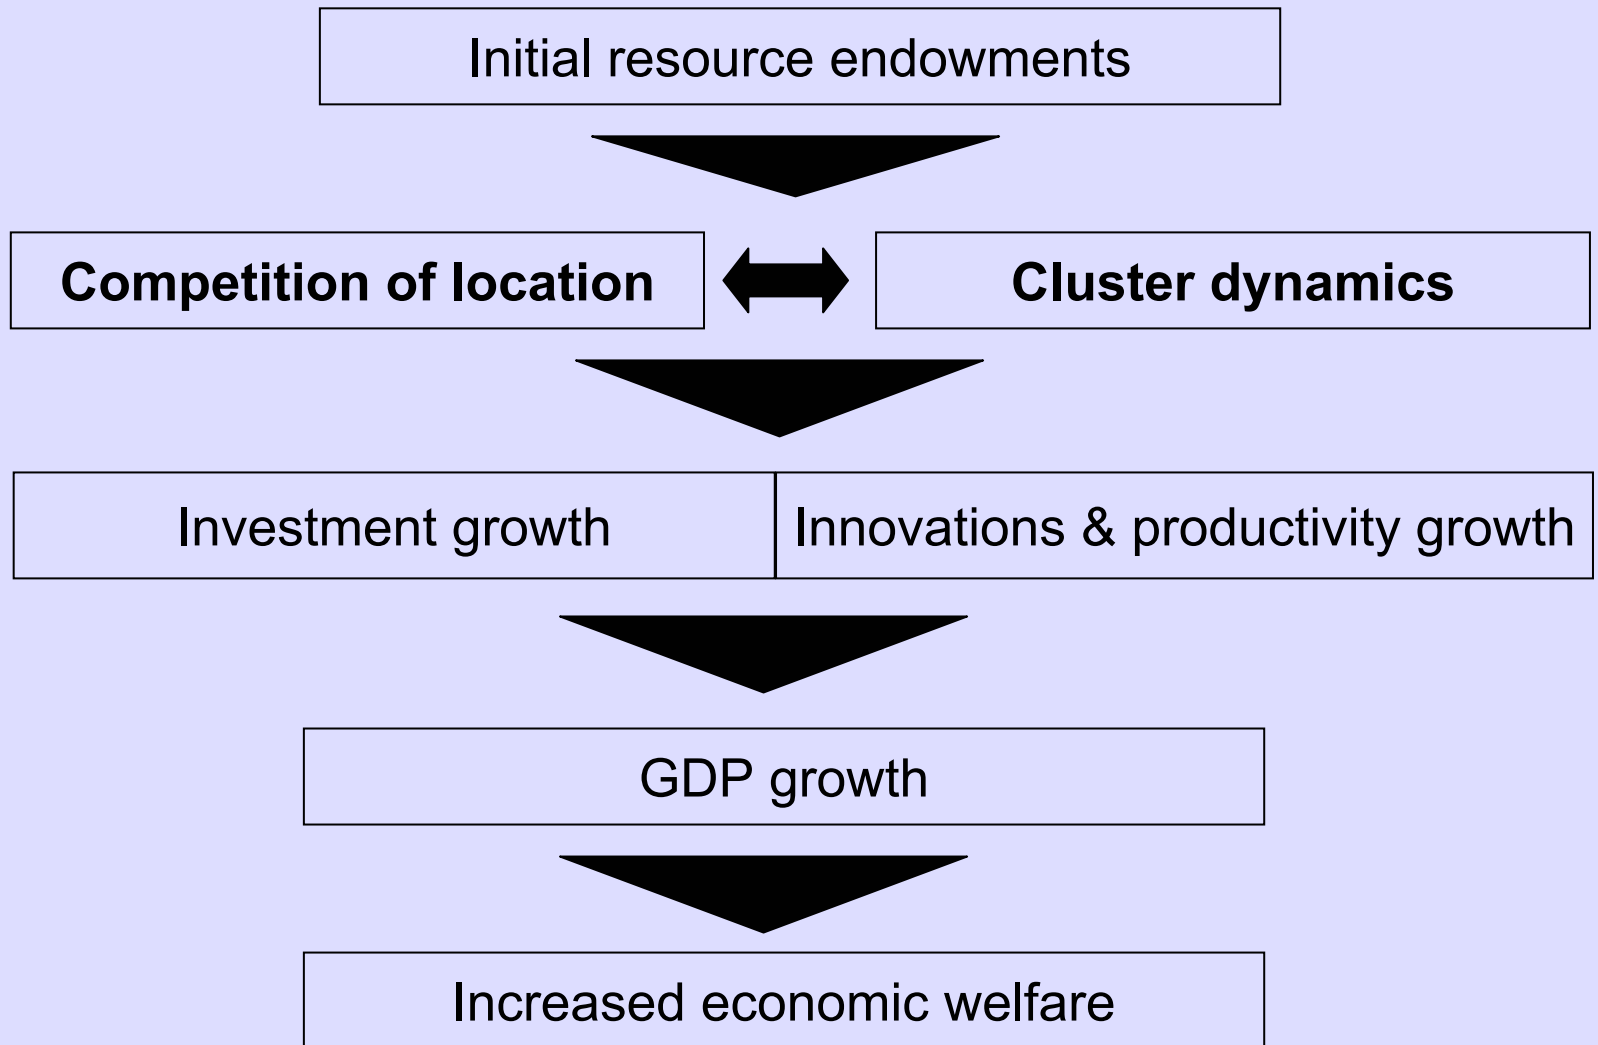 Initial resource endowments
Competition of location
Cluster dynamics
Investment growth
Innovations & productivity growth
GDP growth
Increased economic welfare